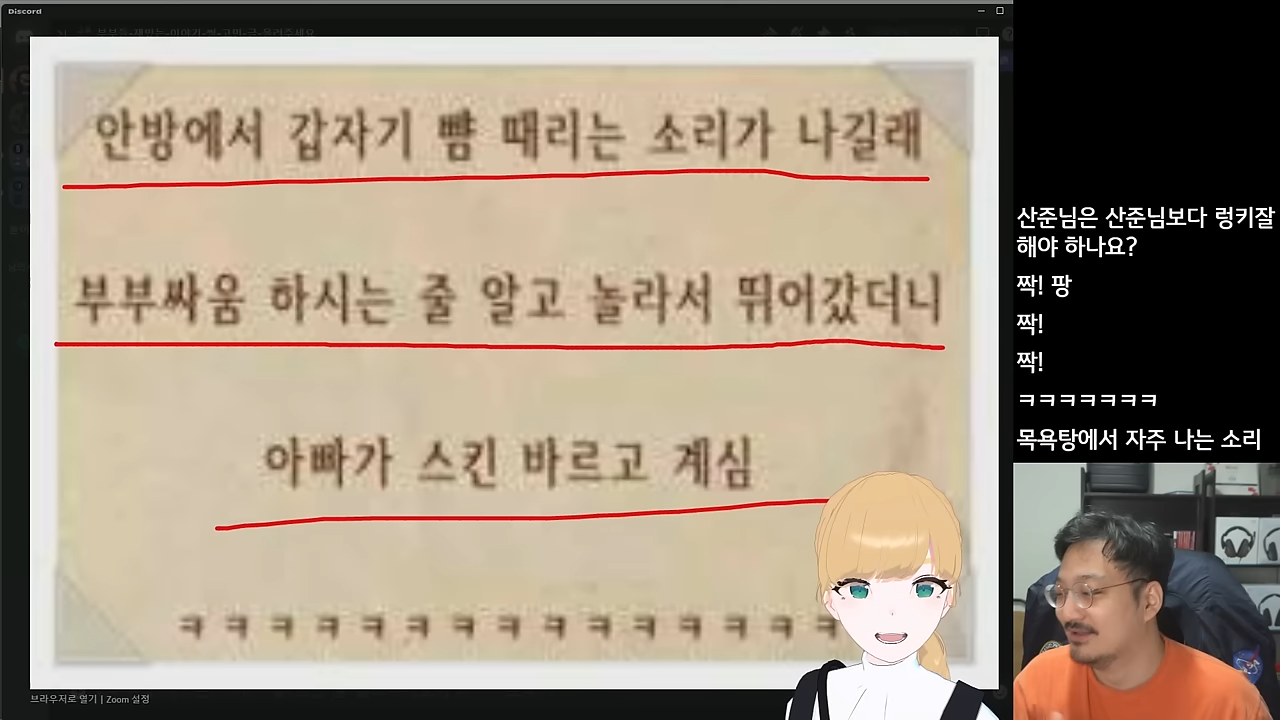 Discord
안방에서 갑자기 뺨 때리는 소리가 나길래
부부싸움 하시는 줄 알고 놀라서 뛰어갔더니
아빠가 스킨 바르고 계심
ㅋㅋㅋㅋㅋㅋㅋㅋㅋㅋㅋㅋㅋㅋㅋ
브라우저로 열기 | Zoom 설정
산준님은 산준님보다 렁키잘
해야 하나요?
짝! 팡
짝!
짝!
ㅋㅋㅋㅋㅋㅋㅋ
목욕탕에서 자주 나는 소리